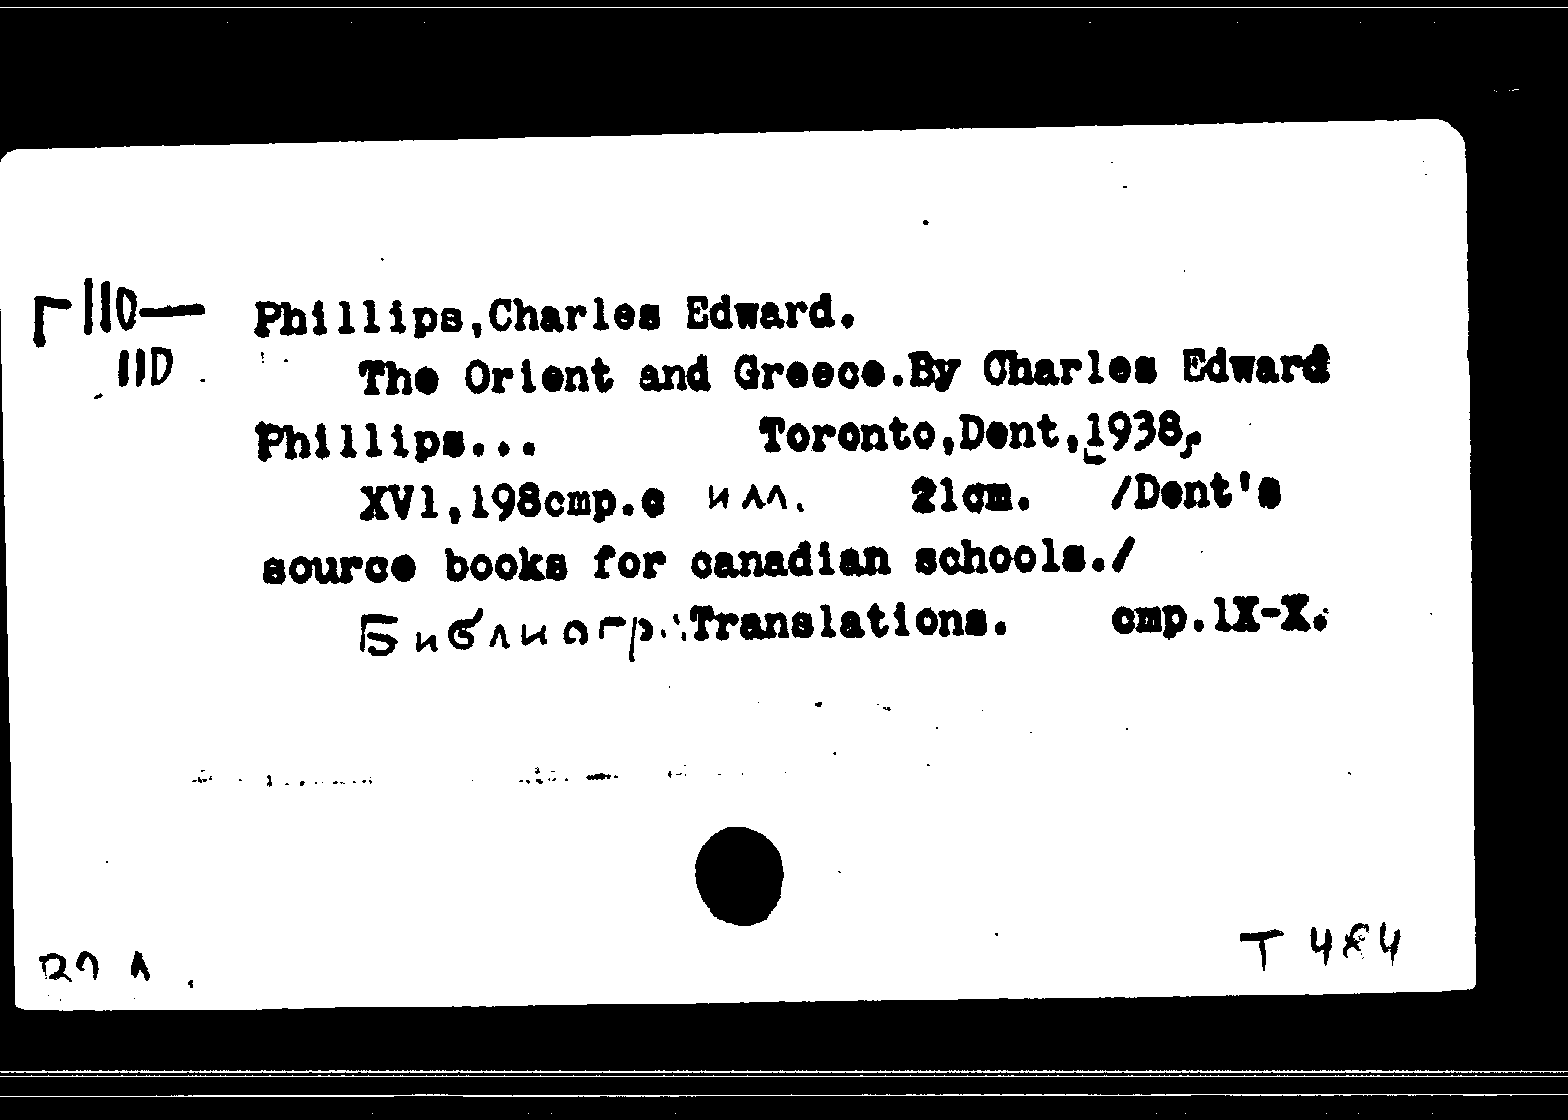 Г-110— Phillips,Charles Edward.
110 The Orient and Greece.By Charles Edward
Phillips... Toronto,Dent,1938,
XVl,198cmp.c илл. 21cm. /Dent's
source books for canadian schools./
Библиогр.:Translations. cmp.lX-X.
T 484